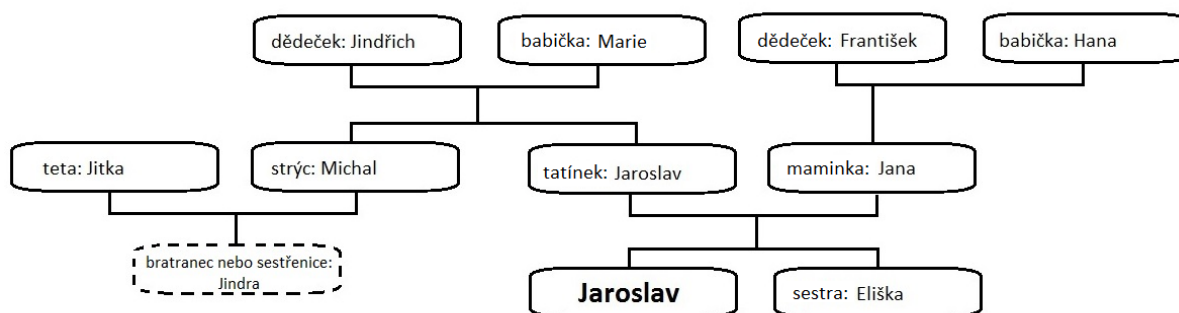 dědeček: Jindřich
babička: Marie
dědeček: František
babička: Hana
teta: Jitka
strýc: Michal
tatínek: Jaroslav
maminka: Jana
bratranec nebo sestřenice:
Jindra
Jaroslav
sestra: Eliška